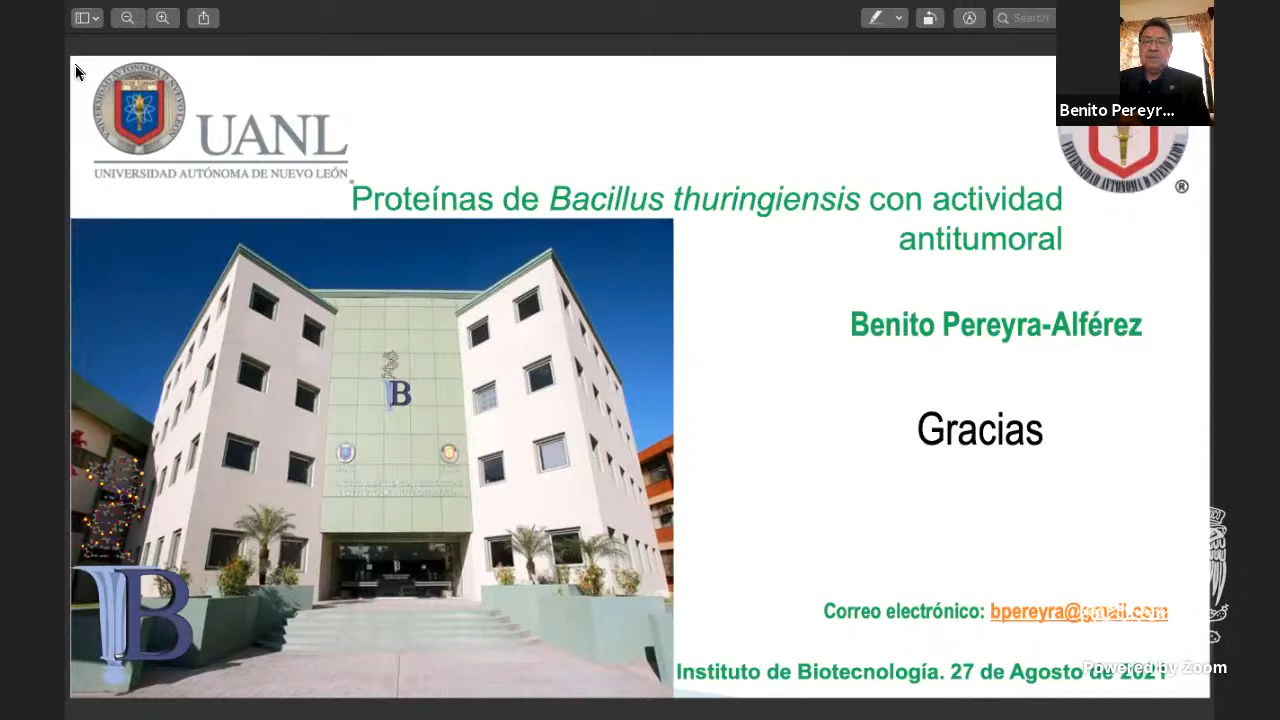 Search
Benito Pereyr...
UANL
UNIVERSIDAD AUTÓNOMA DE NUEVO LEÓN
®
Proteínas de Bacillus thuringiensis con actividad
antitumoral
Benito Pereyra-Alférez
B
Gracias
B
Correo electrónico: bpereyra@gmail.com
Instituto de Biotecnología. 27 de Agosto de 2021
Powered by Zoom